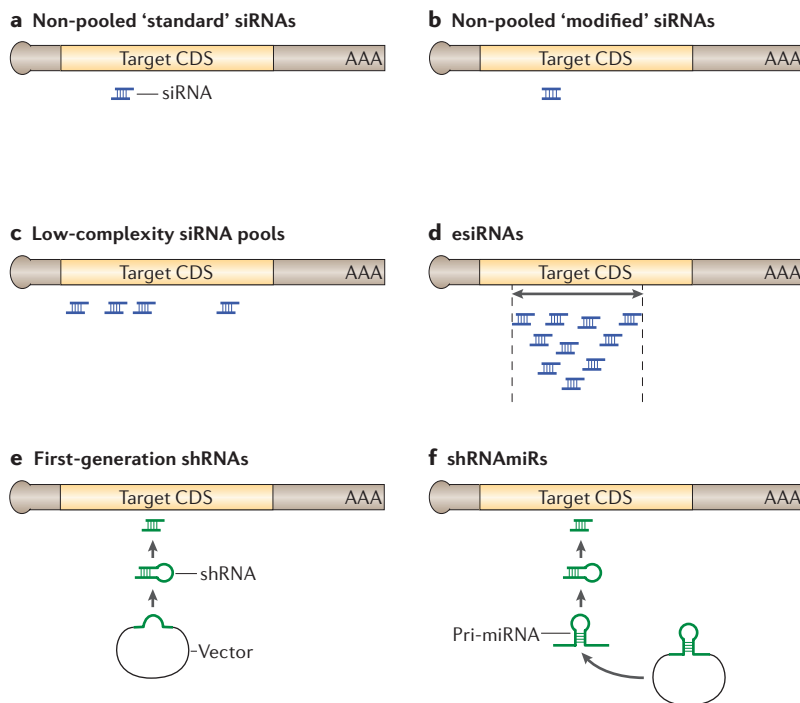 a Non-pooled ‘standard’ siRNAs
Target CDS AAA
siRNA
b Non-pooled ‘modified’ siRNAs
Target CDS AAA
c Low-complexity siRNA pools
Target CDS AAA
d esiRNAs
Target CDS AAA
e First-generation shRNAs
Target CDS AAA
shRNA
Vector
f shRNAmiRs
Target CDS AAA
Pri-miRNA